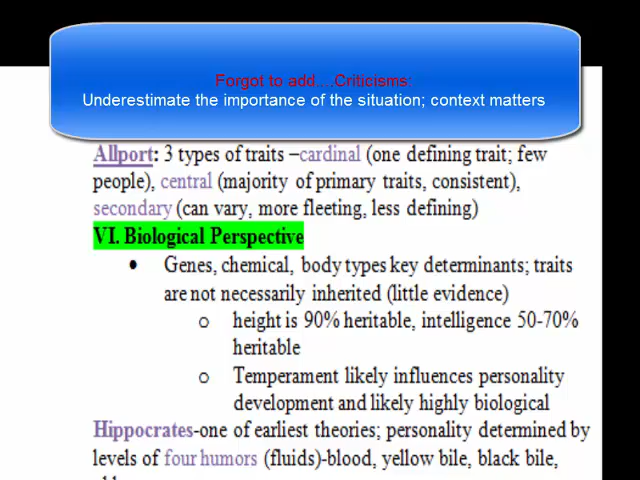 Forgot to add....Criticisms:
Underestimate the importance of the situation; context matters
Allport: 3 types of traits –cardinal (one defining trait; few
people), central (majority of primary traits, consistent),
secondary (can vary, more fleeting, less defining)
VI. Biological Perspective
• Genes, chemical, body types key determinants; traits
are not necessarily inherited (little evidence)
o height is 90% heritable, intelligence 50-70%
heritable
o Temperament likely influences personality
development and likely highly biological
Hippocrates-one of earliest theories; personality determined by
levels of four humors (fluids)-blood, yellow bile, black bile,